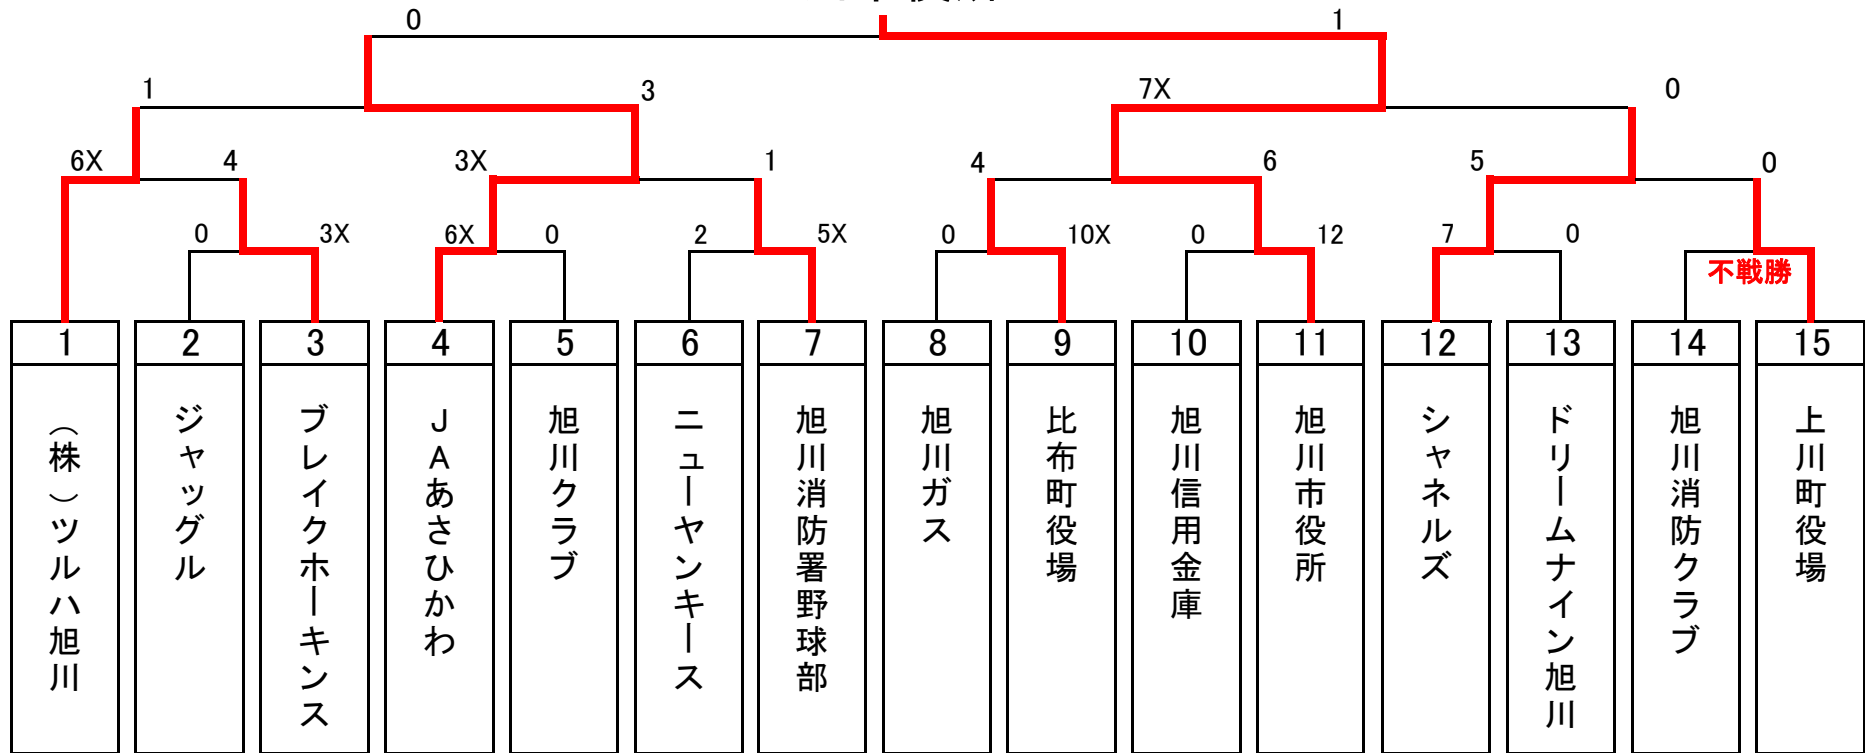 0 1
1 3 7X 0
6X 4 3X 1 4 6 5 0
0 3X 6X 0 2 5X 0 10X 0 12 7 0
不戦勝
1 2 3 4 5 6 7 8 9 10 11 12 13 14 15
（株）ツルハ旭川
ジャッグル
ブレイクホーキンス
JAあさひかわ
旭川クラブ
ニューヤンキース
旭川消防署野球部
旭川ガス
比布町役場
旭川信用金庫
旭川市役所
シャネルズ
ドリームナイン旭川
旭川消防クラブ
上川町役場